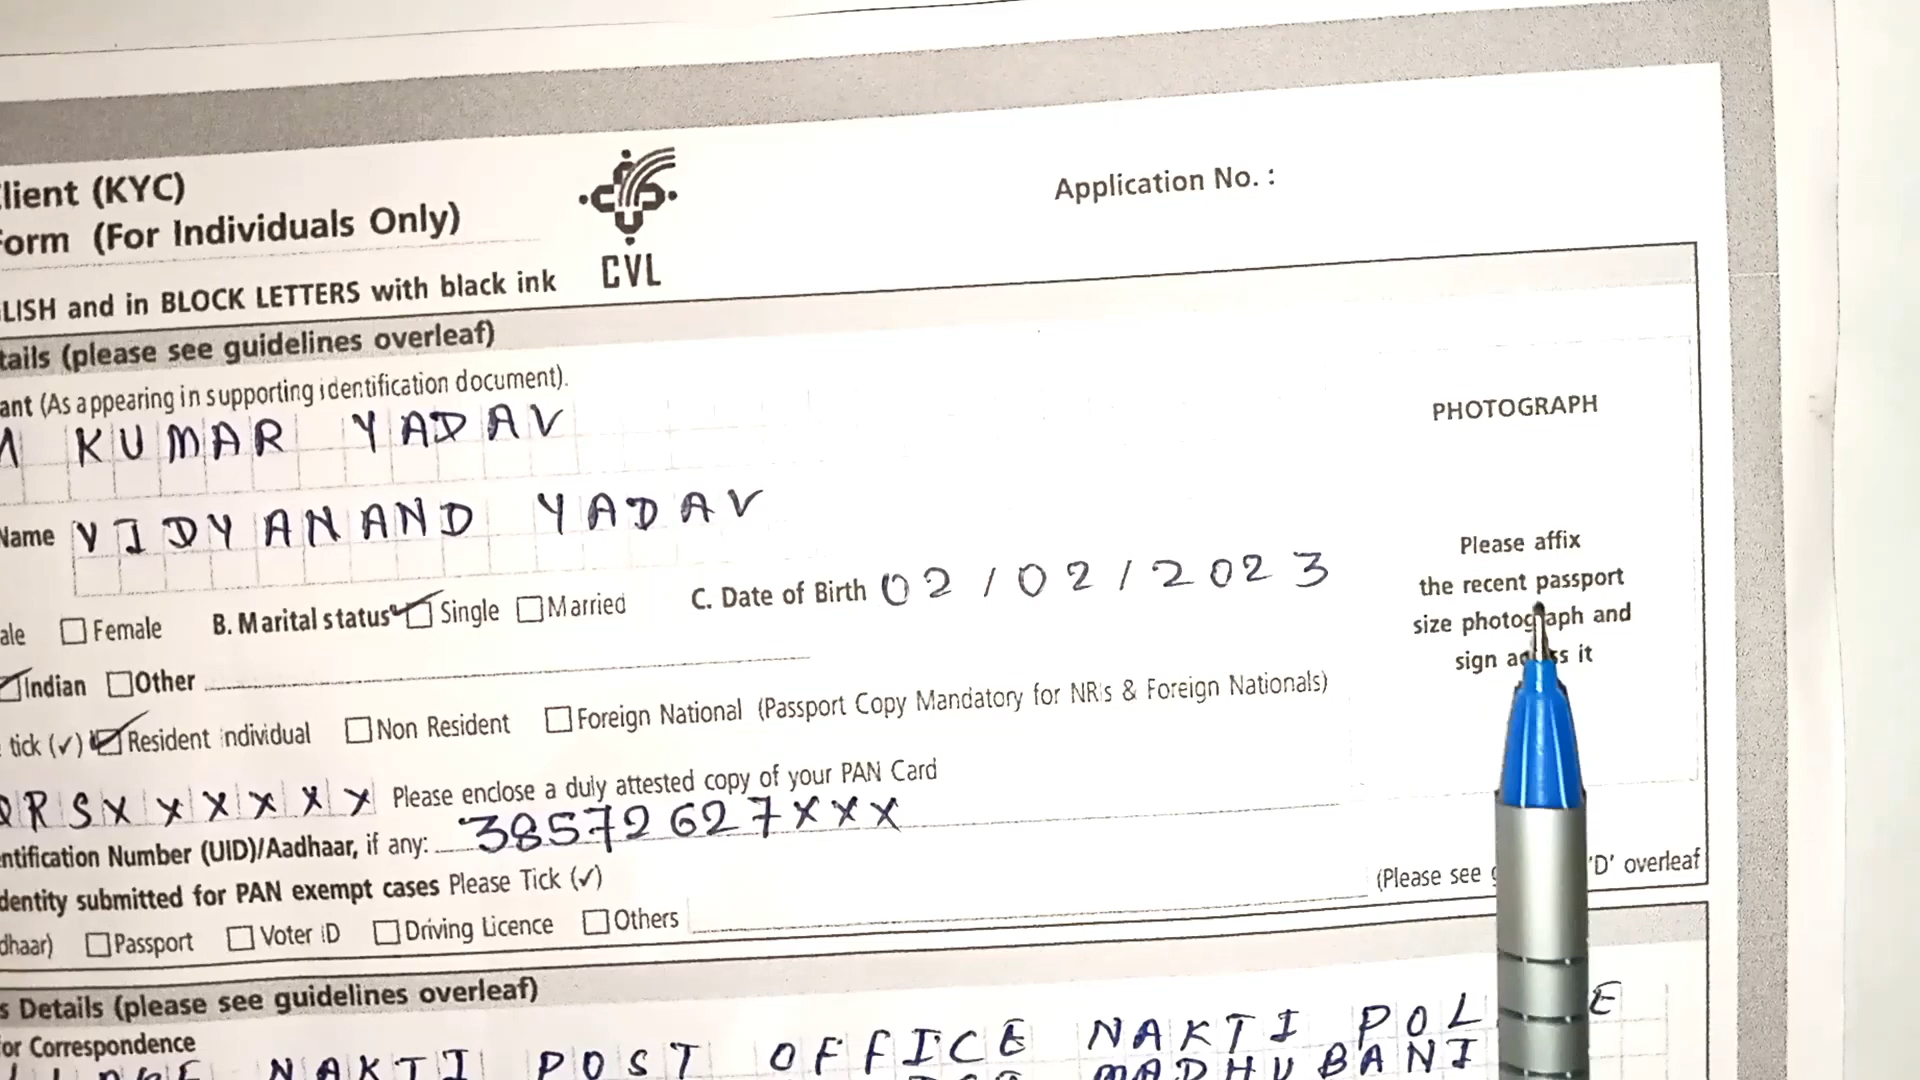 lient (KYC)
Form (For Individuals Only)
CVL
Application No. :
LISH and in BLOCK LETTERS with black ink
tails (please see guidelines overleaf)
ant (As appearing in supporting identification document).
KUMAR YADAV
PHOTOGRAPH
Name VIDYANAND YADAV
Please affix
the recent passport
size photograph and
sign across it
ale Female B. Marital status Single Married C. Date of Birth 02/02/2023
Indian Other
tick (✓) Resident Individual Non Resident Foreign National (Passport Copy Mandatory for NRIs & Foreign Nationals)
RSXXXXXX Please enclose a duly attested copy of your PAN Card
ntification Number (UID)/Aadhaar, if any: 38572627XXX
dentity submitted for PAN exempt cases Please Tick (✓)
(Please see 'D' overleaf
dhaar) Passport Voter ID Driving Licence Others
s Details (please see guidelines overleaf)
or Correspondence
NAKTI POST OFFICE NAKTI POL E
MADHUBANI